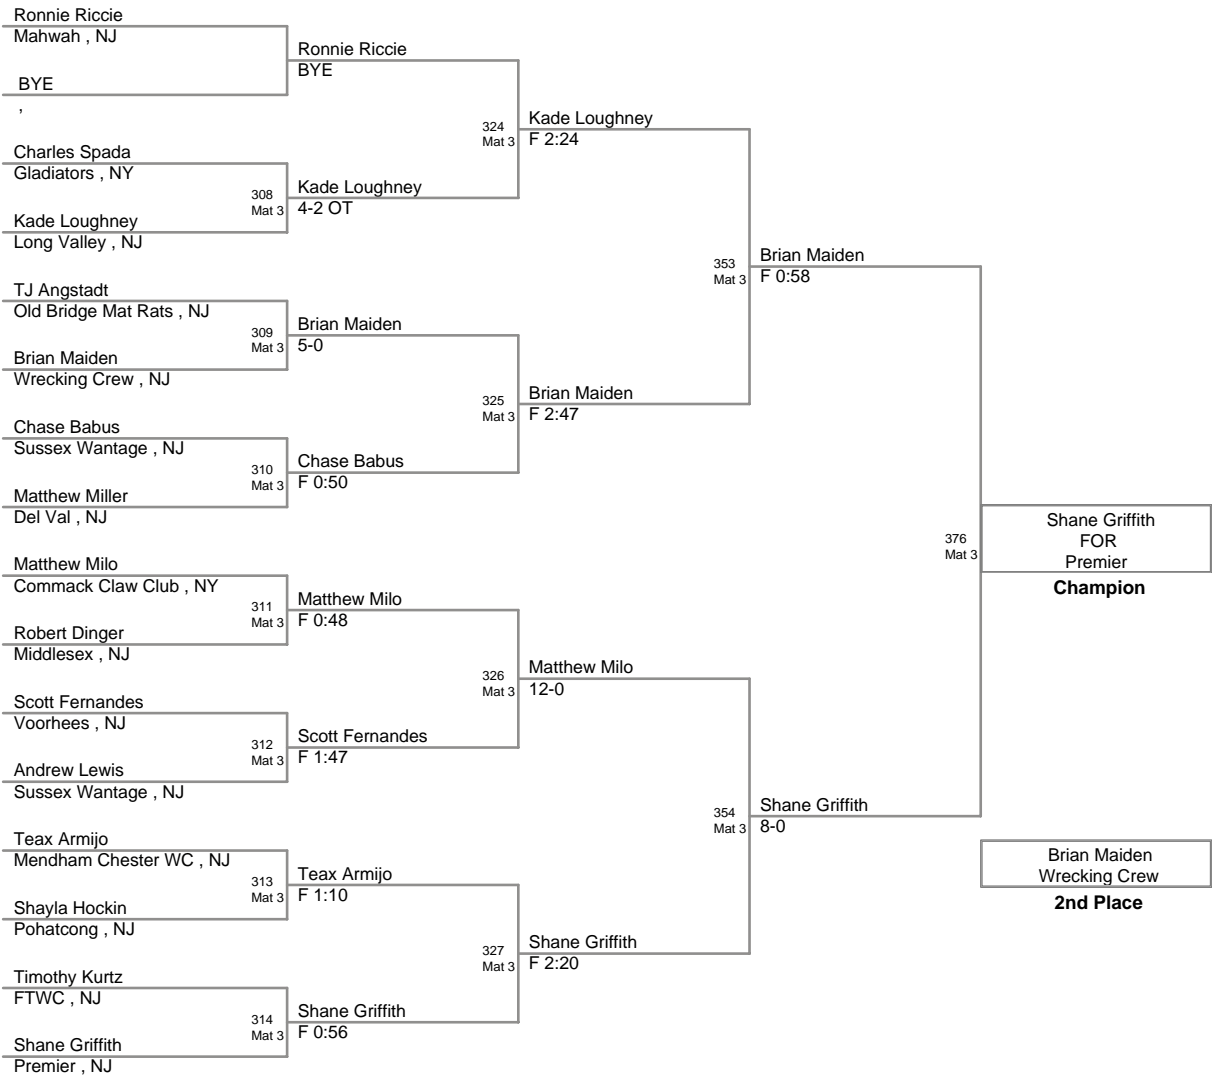 Ronnie Riccie
Mahwah , NJ
BYE
,
Charles Spada
Gladiators , NY
Kade Loughney
Long Valley , NJ
TJ Angstadt
Old Bridge Mat Rats , NJ
Brian Maiden
Wrecking Crew , NJ
Chase Babus
Sussex Wantage , NJ
Matthew Miller
Del Val , NJ
Matthew Milo
Commack Claw Club , NY
Robert Dinger
Middlesex , NJ
Scott Fernandes
Voorhees , NJ
Andrew Lewis
Sussex Wantage , NJ
Teax Armijo
Mendham Chester WC , NJ
Shayla Hockin
Pohatcong , NJ
Timothy Kurtz
FTWC , NJ
Shane Griffith
Premier , NJ
Ronnie Riccie
BYE
308
Mat 3
Kade Loughney
4-2 OT
309
Mat 3
Brian Maiden
5-0
310
Mat 3
Chase Babus
F 0:50
311
Mat 3
Matthew Milo
F 0:48
312
Mat 3
Scott Fernandes
F 1:47
313
Mat 3
Teax Armijo
F 1:10
314
Mat 3
Shane Griffith
F 0:56
324
Mat 3
Kade Loughney
F 2:24
325
Mat 3
Brian Maiden
F 2:47
326
Mat 3
Matthew Milo
12-0
327
Mat 3
Shane Griffith
F 2:20
353
Mat 3
Brian Maiden
F 0:58
354
Mat 3
Shane Griffith
8-0
376
Mat 3
Shane Griffith
FOR
Premier
Champion
Brian Maiden
Wrecking Crew
2nd Place